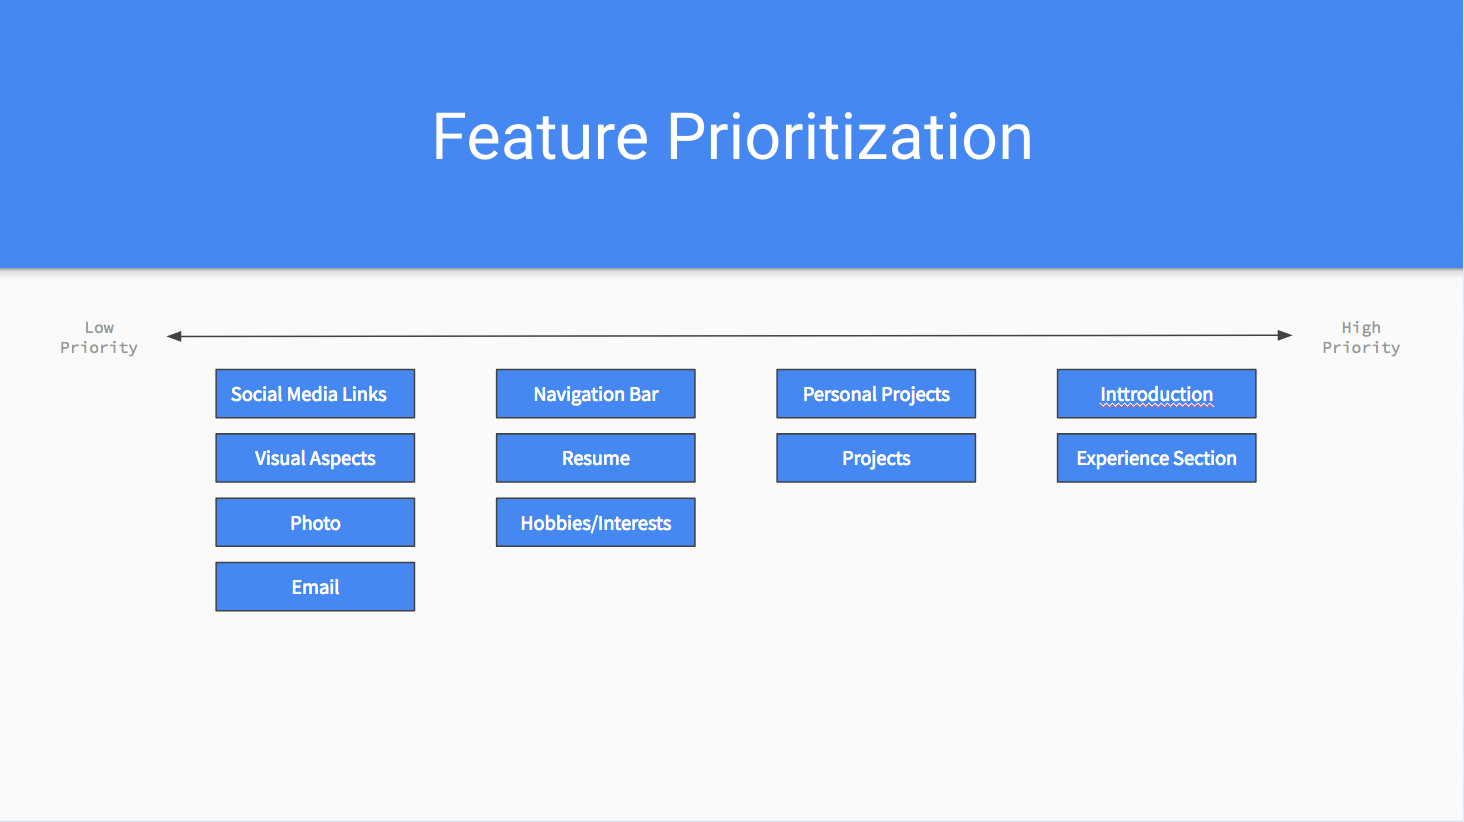 Feature Prioritization
Low
Priority
High
Priority
Social Media Links
Navigation Bar
Personal Projects
Inttroduction
Visual Aspects
Resume
Projects
Experience Section
Photo
Hobbies/Interests
Email